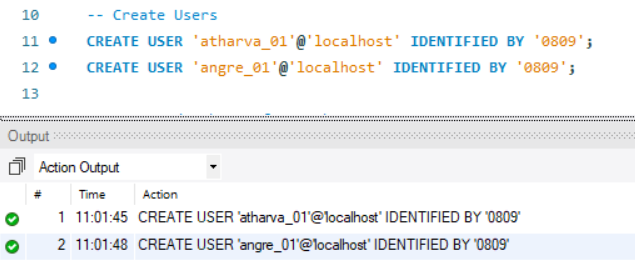 10 -- Create Users
11 CREATE USER 'atharva_01'@'localhost' IDENTIFIED BY '0809';
12 CREATE USER 'angre_01'@'localhost' IDENTIFIED BY '0809';
13
Output
Action Output
# Time Action
1 11:01:45 CREATE USER 'atharva_01'@'localhost' IDENTIFIED BY '0809'
2 11:01:48 CREATE USER 'angre_01'@'localhost' IDENTIFIED BY '0809'